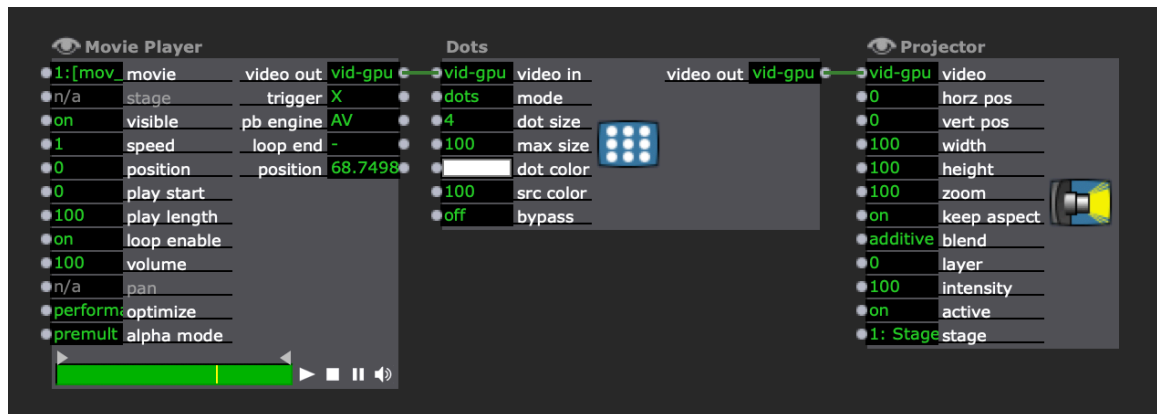 Movie Player
1:[mov_ movie video out vid-gpu
n/a stage trigger X
on visible pb engine AV
1 speed loop end -
0 position position 68.7498
0 play start
100 play length
on loop enable
100 volume
n/a pan
performa optimize
premult alpha mode
Dots
vid-gpu video in video out vid-gpu
dots mode
4 dot size
100 max size
dot color
100 src color
off bypass
Projector
vid-gpu video
0 horz pos
0 vert pos
100 width
100 height
100 zoom
on keep aspect
additive blend
0 layer
100 intensity
on active
1: Stage stage